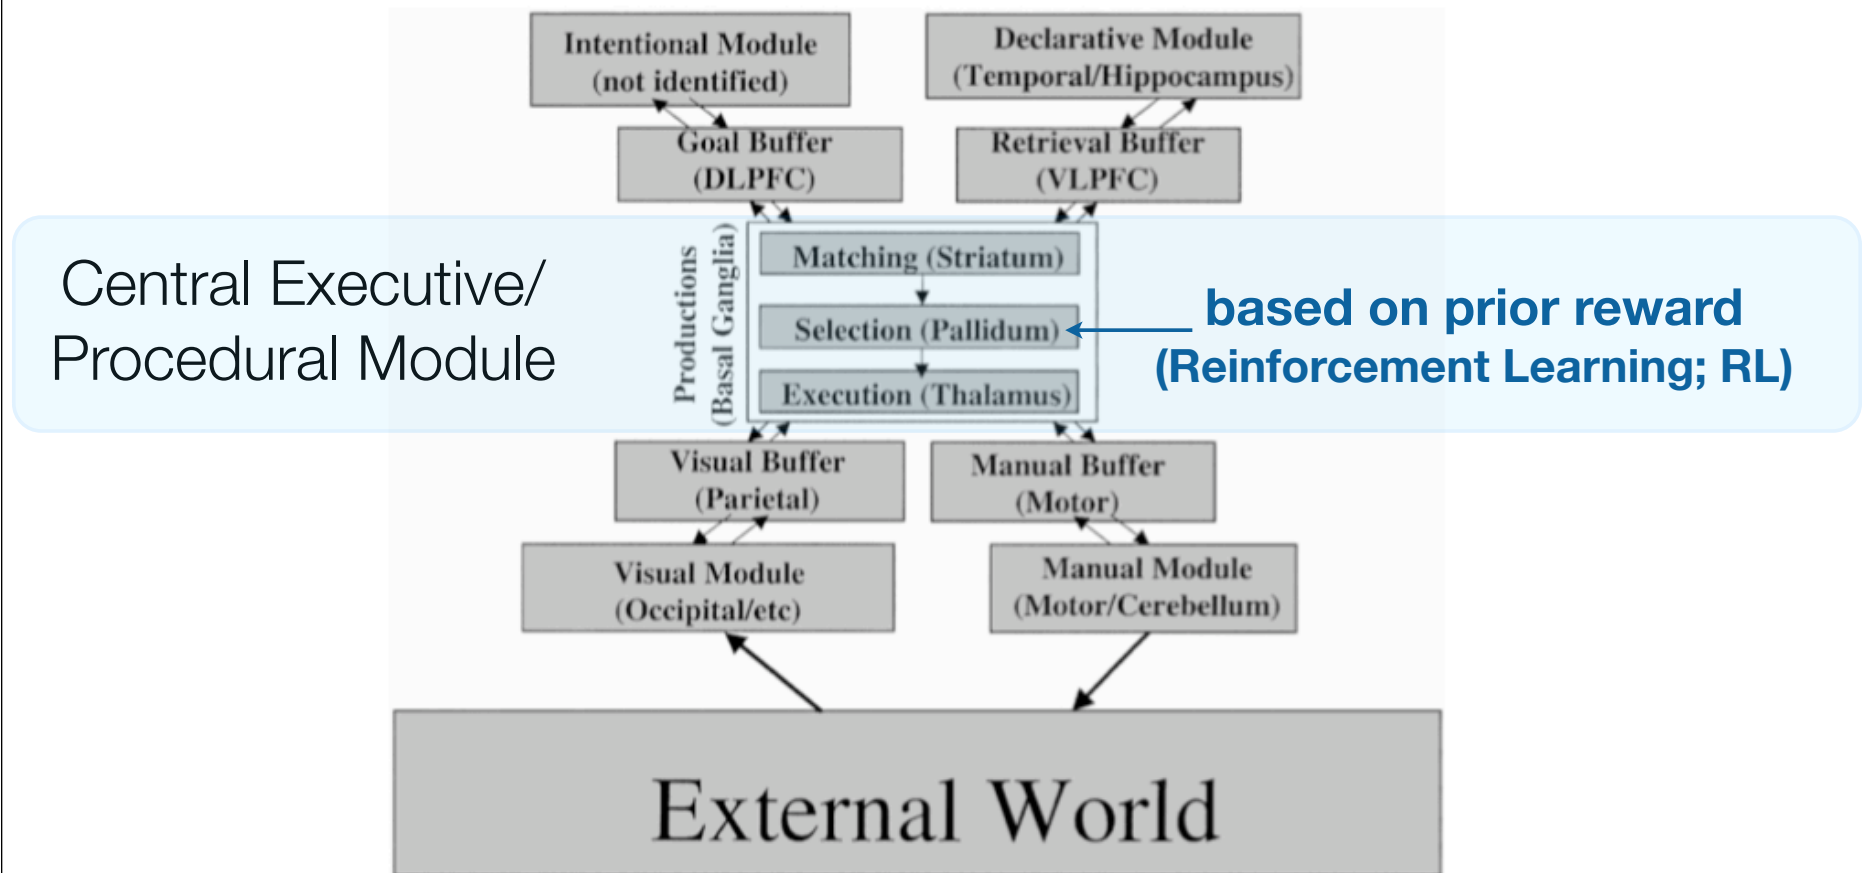 Intentional Module
(not identified)
Declarative Module
(Temporal/Hippocampus)
Goal Buffer
(DLPFC)
Retrieval Buffer
(VLPFC)
Central Executive/
Procedural Module
Productions
(Basal Ganglia)
Matching (Striatum)
Selection (Pallidum)
Execution (Thalamus)
based on prior reward
(Reinforcement Learning; RL)
Visual Buffer
(Parietal)
Manual Buffer
(Motor)
Visual Module
(Occipital/etc)
Manual Module
(Motor/Cerebellum)
External World